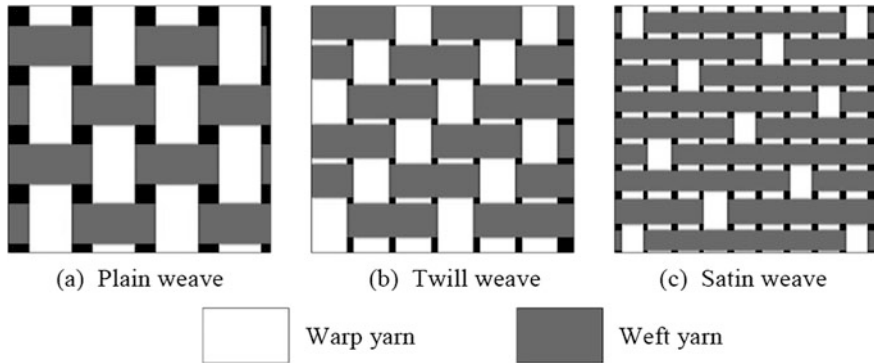 (a) Plain weave
(b) Twill weave
(c) Satin weave
Warp yarn
Weft yarn